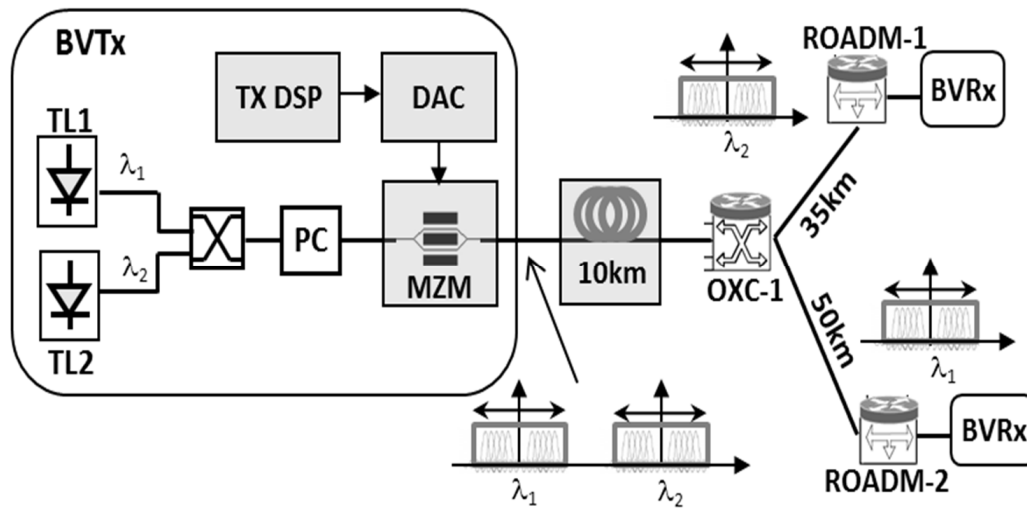 BVTx
TX DSP
DAC
TL1
λ1
λ2
TL2
PC
MZM
10km
OXC-1
35km
50km
ROADM-1
BVRx
λ2
λ1
ROADM-2
BVRx
λ1
λ2